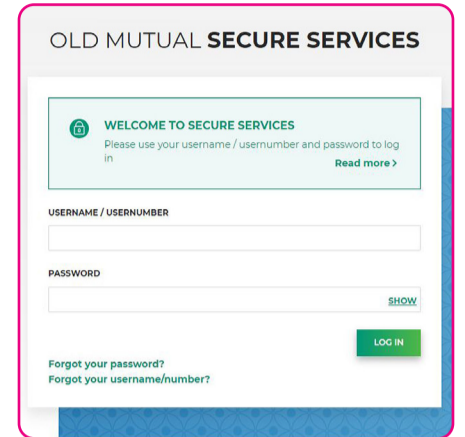 OLD MUTUAL SECURE SERVICES
WELCOME TO SECURE SERVICES
Please use your username / usernumber and password to log
in
Read more >
USERNAME / USERNUMBER
PASSWORD
SHOW
LOG IN
Forgot your password?
Forgot your username/number?